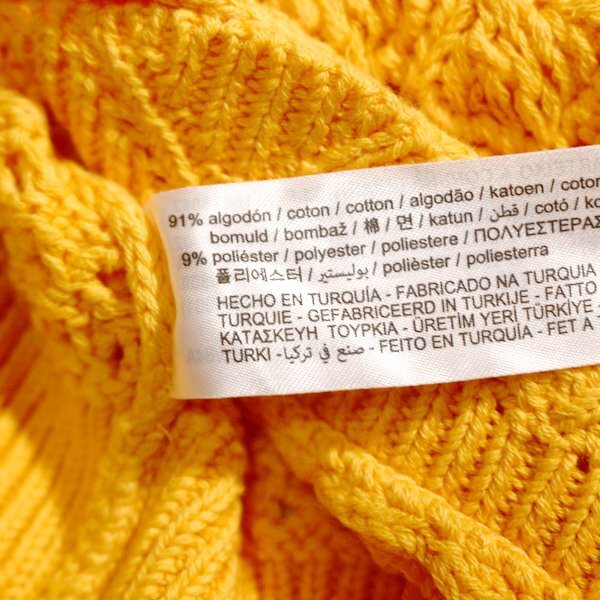 91% algodón / coton / cotton / algodão / katoen / coton
bomuld / bombaž / 棉 / 면 / katun / قطن / cotó / ko
9% poliéster / polyester / poliestere / ΠΟΛΥΕΣΤΕΡΑΣ
폴리에스터 / بوليستير / polièster / poliesterra
HECHO EN TURQUÍA - FABRICADO NA TURQUIA
TURQUIE - GEFABRICEERD IN TURKIJE - FATTO
ΚΑΤΑΣΚΕΥΗ ΤΟΥΡΚΙΑ - ÜRETİM YERİ TÜRKİYE -
TURKI - صنع في تركيا - FEITO EN TURQUÍA - FET A